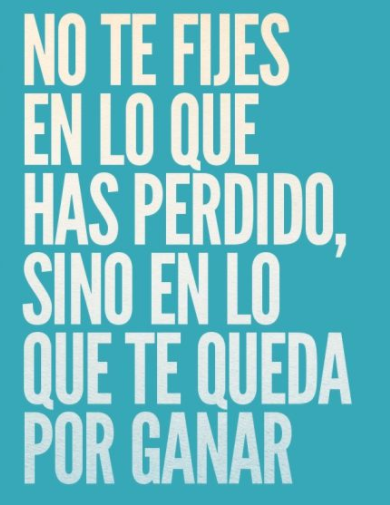 NO TE FIJES
EN LO QUE
HAS PERDIDO,
SINO EN LO
QUE TE QUEDA
POR GANAR